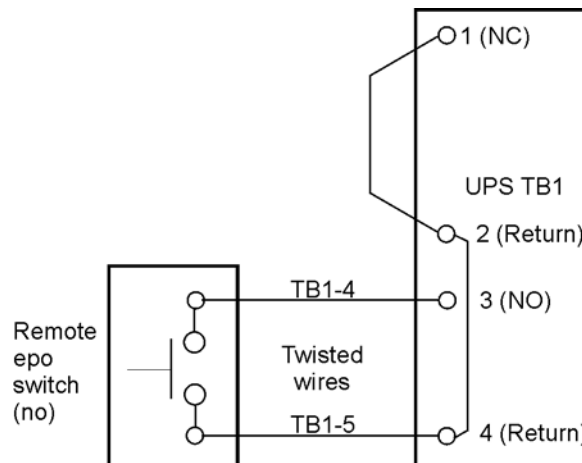 1 (NC)
UPS TB1
2 (Return)
TB1-4
3 (NO)
Remote
epo
switch
(no)
Twisted
wires
TB1-5
4 (Return)